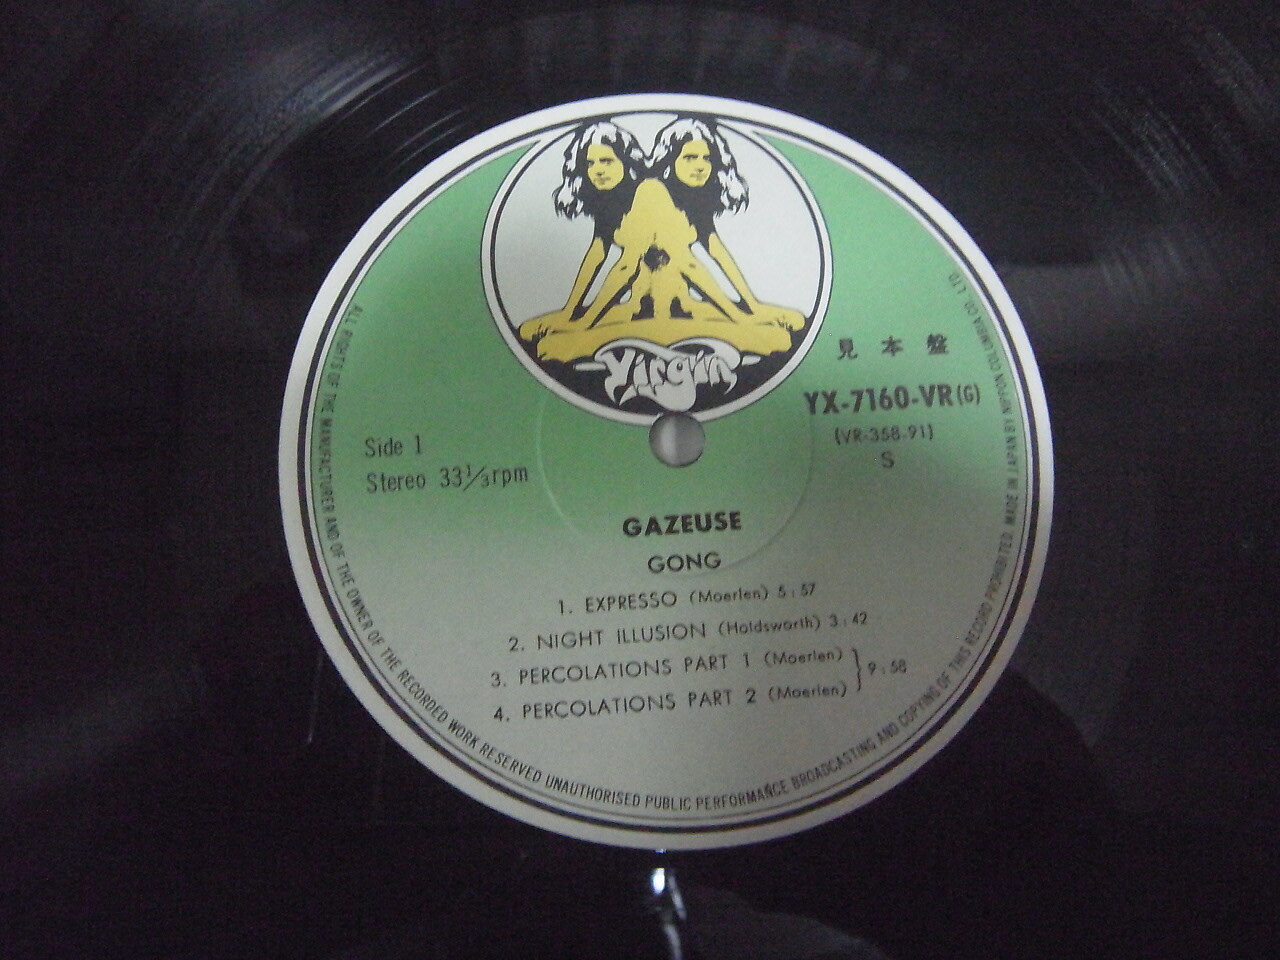 Virgin
見本盤
YX-7160-VR(G)
(VR-358-91)
S
Side 1
Stereo 33⅓rpm
GAZEUSE
GONG
1. EXPRESSO (Moerlen) 5:57
2. NIGHT ILLUSION (Holdsworth) 3:42
3. PERCOLATIONS PART 1 (Moerlen)
4. PERCOLATIONS PART 2 (Moerlen) } 9:58
ALL RIGHTS OF THE MANUFACTURER AND OF THE OWNER OF THE RECORDED WORK RESERVED UNAUTHORISED PUBLIC PERFORMANCE BROADCASTING AND COPYING OF THIS RECORD PROHIBITED. MADE IN JAPAN BY NIPPON COLUMBIA CO. LTD.